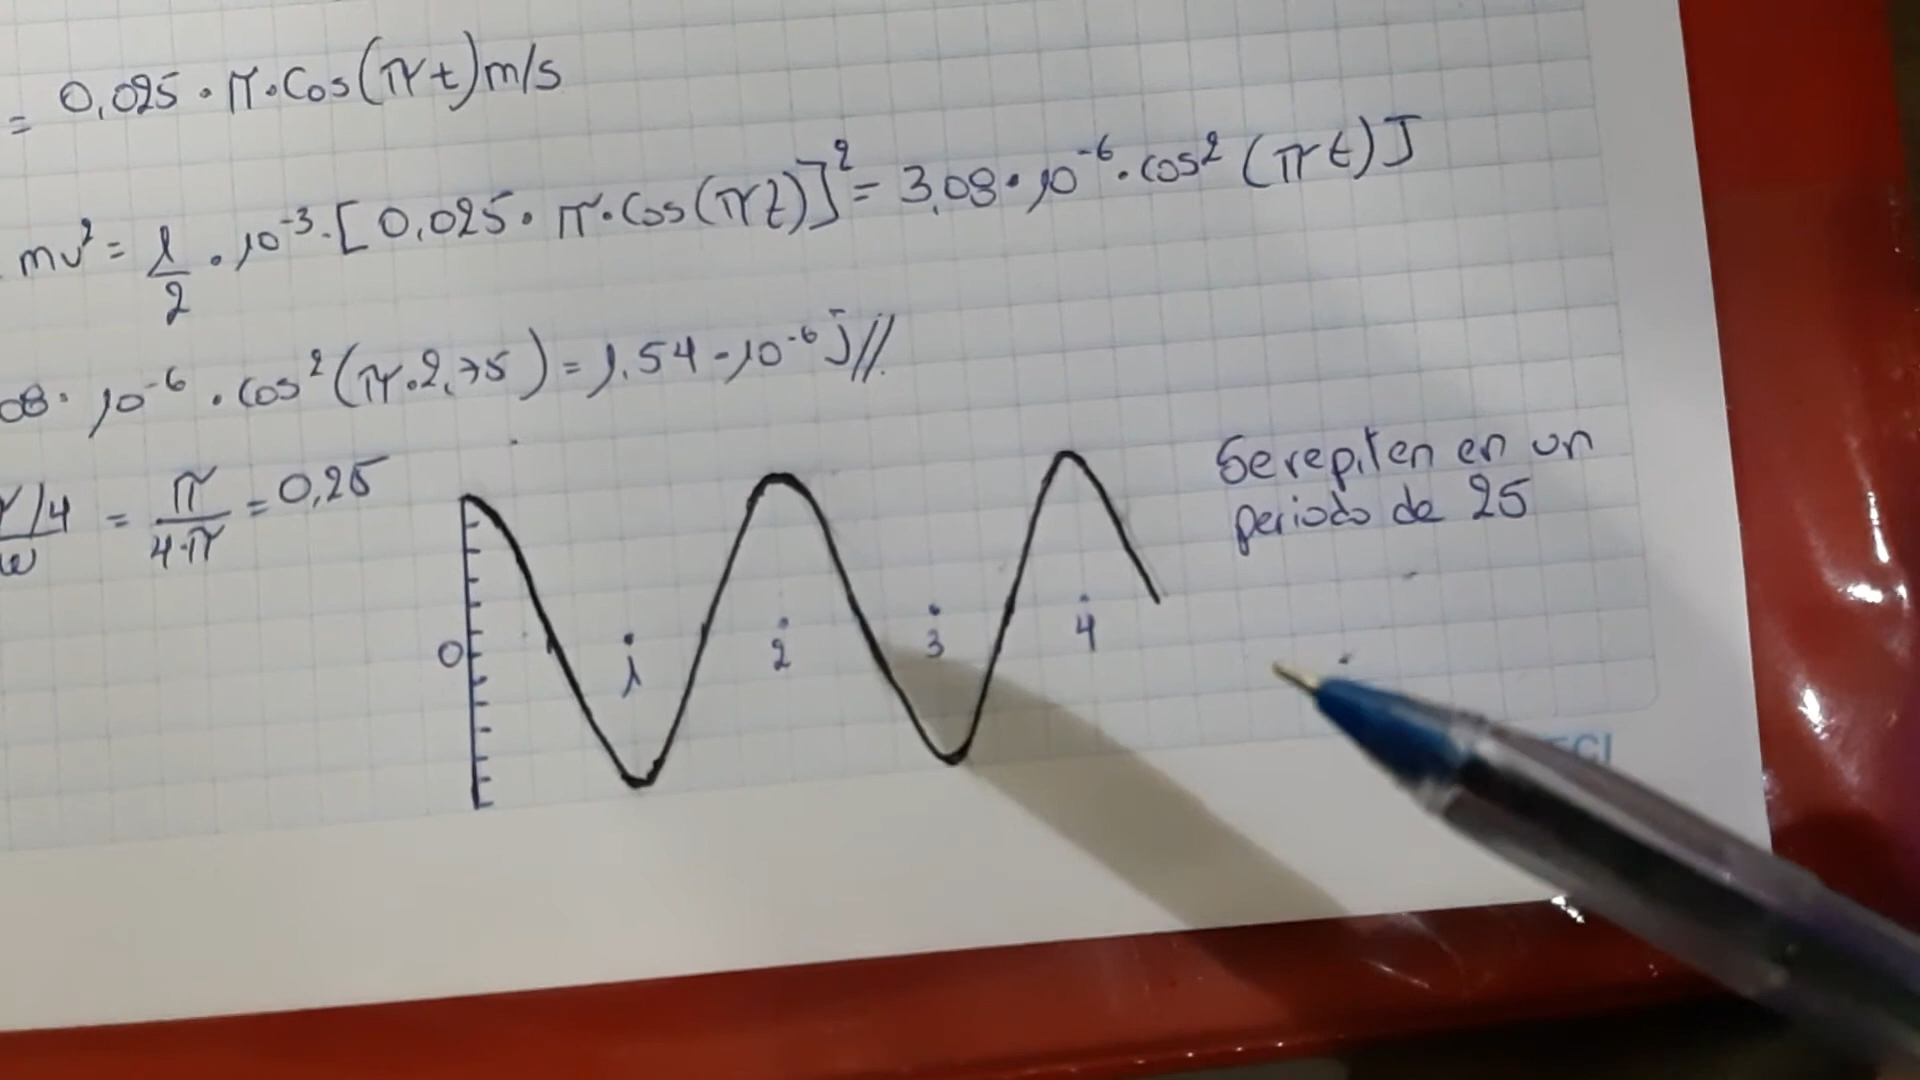 = 0,025 · π · Cos(πt) m/s
mv² = 1/2 · 10⁻³ · [0,025 · π · Cos(πt)]² = 3,08 · 10⁻⁶ · cos² (πt) J
08 · 10⁻⁶ · cos² (π · 2,75) = 1,54 - 10⁻⁶ J//
/4 = π/4·π = 0,25
Se repiten en un
periodo de 2S
0 1 2 3 4